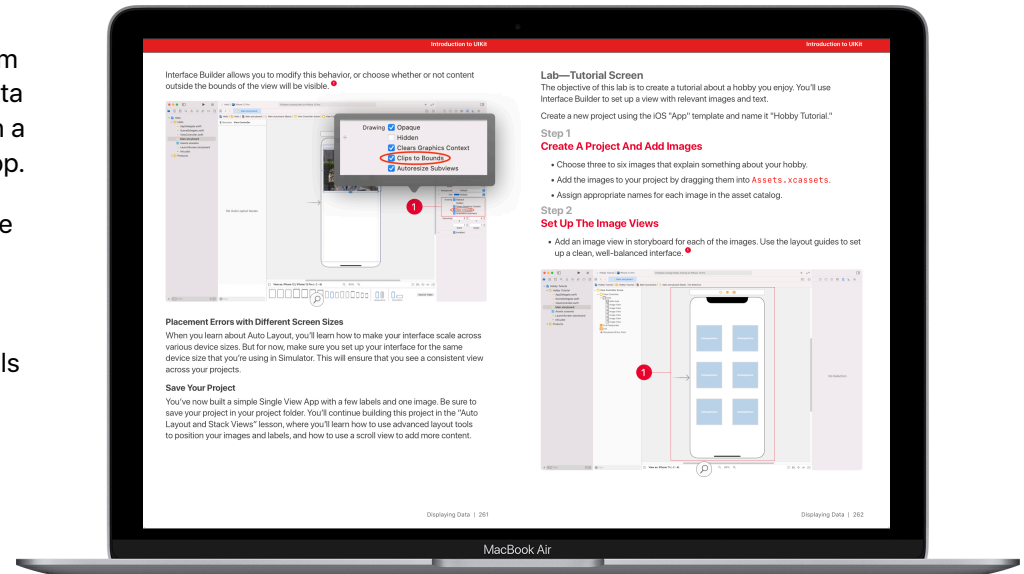 m
ta
n a
pp.
e
ls
Introduction to UIKit
Interface Builder allows you to modify this behavior, or choose whether or not content
outside the bounds of the view will be visible. 1
Drawing Opaque
Hidden
Clears Graphics Context
Clips to Bounds
Autoresize Subviews
1
Placement Errors with Different Screen Sizes
When you learn about Auto Layout, you'll learn how to make your interface scale across
various device sizes. But for now, make sure you set up your interface for the same
device size that you're using in Simulator. This will ensure that you see a consistent view
across your projects.
Save Your Project
You've now built a simple Single View App with a few labels and one image. Be sure to
save your project in your project folder. You'll continue building this project in the "Auto
Layout and Stack Views" lesson, where you'll learn how to use advanced layout tools
to position your images and labels, and how to use a scroll view to add more content.
Displaying Data | 261
Introduction to UIKit
Lab—Tutorial Screen
The objective of this lab is to create a tutorial about a hobby you enjoy. You'll use
Interface Builder to set up a view with relevant images and text.
Create a new project using the iOS "App" template and name it "Hobby Tutorial."
Step 1
Create A Project And Add Images
• Choose three to six images that explain something about your hobby.
• Add the images to your project by dragging them into Assets.xcassets.
• Assign appropriate names for each image in the asset catalog.
Step 2
Set Up The Image Views
• Add an image view in storyboard for each of the images. Use the layout guides to set
up a clean, well-balanced interface. 1
1
Displaying Data | 262
MacBook Air